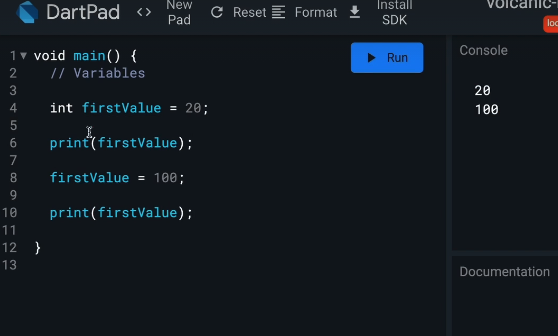 DartPad <> New Pad Reset Format Install SDK volcanic-
loc
Run
Console
1 void main() {
2 // Variables
3
4 int firstValue = 20;
5
6 print(firstValue);
7
8 firstValue = 100;
9
10 print(firstValue);
11
12 }
13
20
100
Documentation